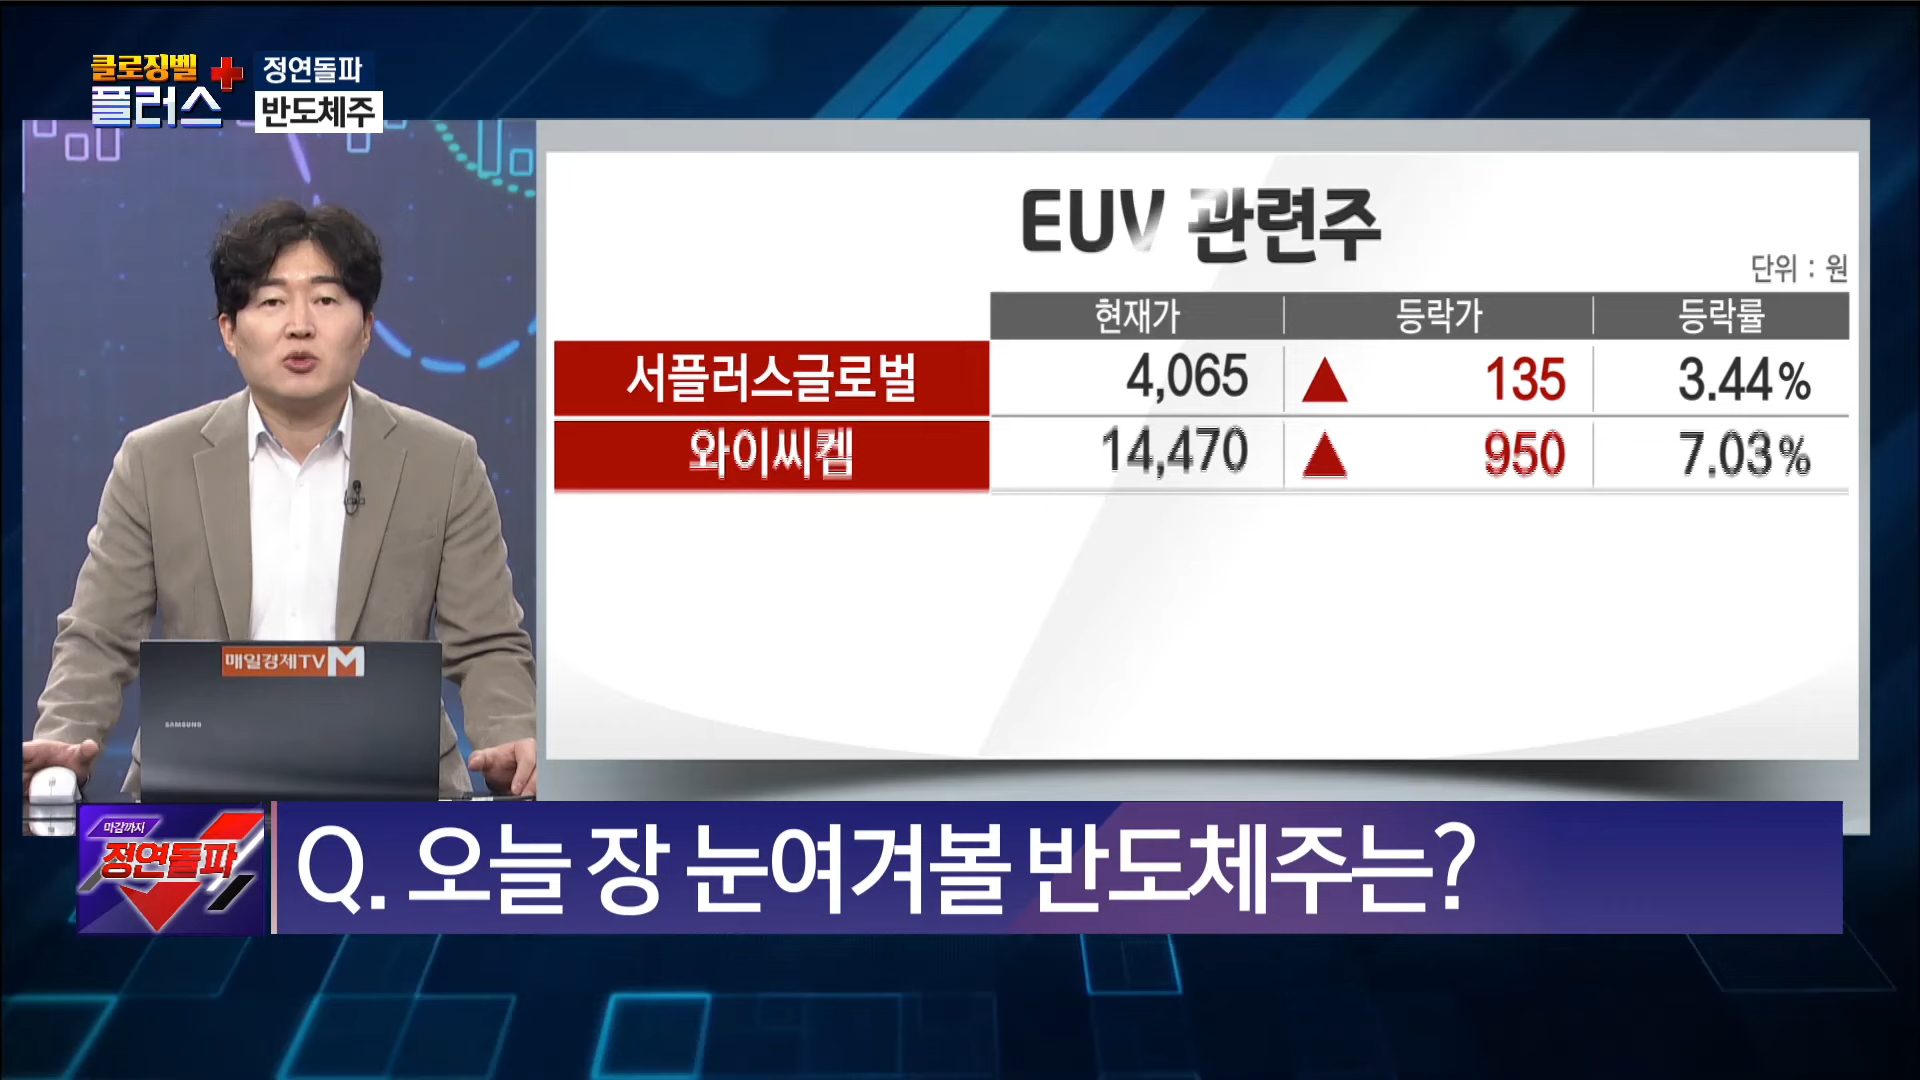 클로징벨
플러스
정연돌파
반도체주
EUV 관련주
단위 : 원
현재가 등락가 등락률
서플러스글로벌 4,065 ▲ 135 3.44%
와이씨켐 14,470 ▲ 950 7.03%
매일경제TV M
SAMSUNG
마감까지
정연돌파
Q. 오늘 장 눈여겨볼 반도체주는?